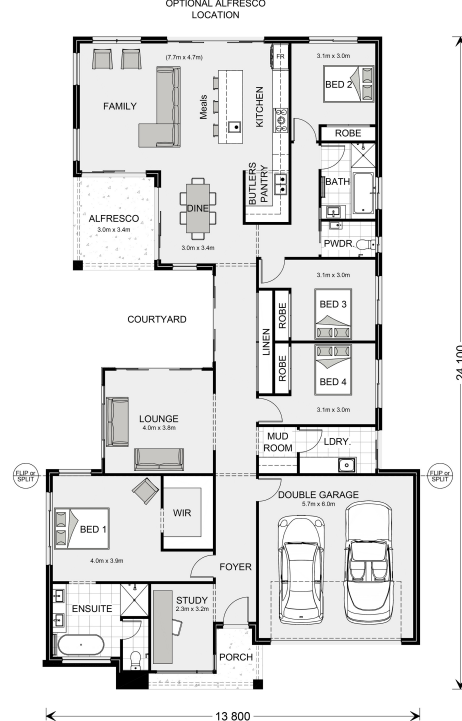 OPTIONAL ALFRESCO
LOCATION
(7.7m x 4.7m)
FAMILY
Meals
KITCHEN
FR
3.1m x 3.0m
BED 2
ROBE
BUTLERS
PANTRY
BATH
DINE
3.0m x 3.4m
ALFRESCO
3.0m x 3.4m
PWDR.
3.1m x 3.0m
BED 3
COURTYARD
LINEN
ROBE
ROBE
BED 4
3.1m x 3.0m
LOUNGE
4.0m x 3.8m
MUD
ROOM
LDRY.
24 100
FLIP or
SPLIT
FLIP or
SPLIT
BED 1
4.0m x 3.9m
WIR
DOUBLE GARAGE
5.7m x 6.0m
FOYER
ENSUITE
STUDY
2.3m x 3.2m
PORCH
13 800